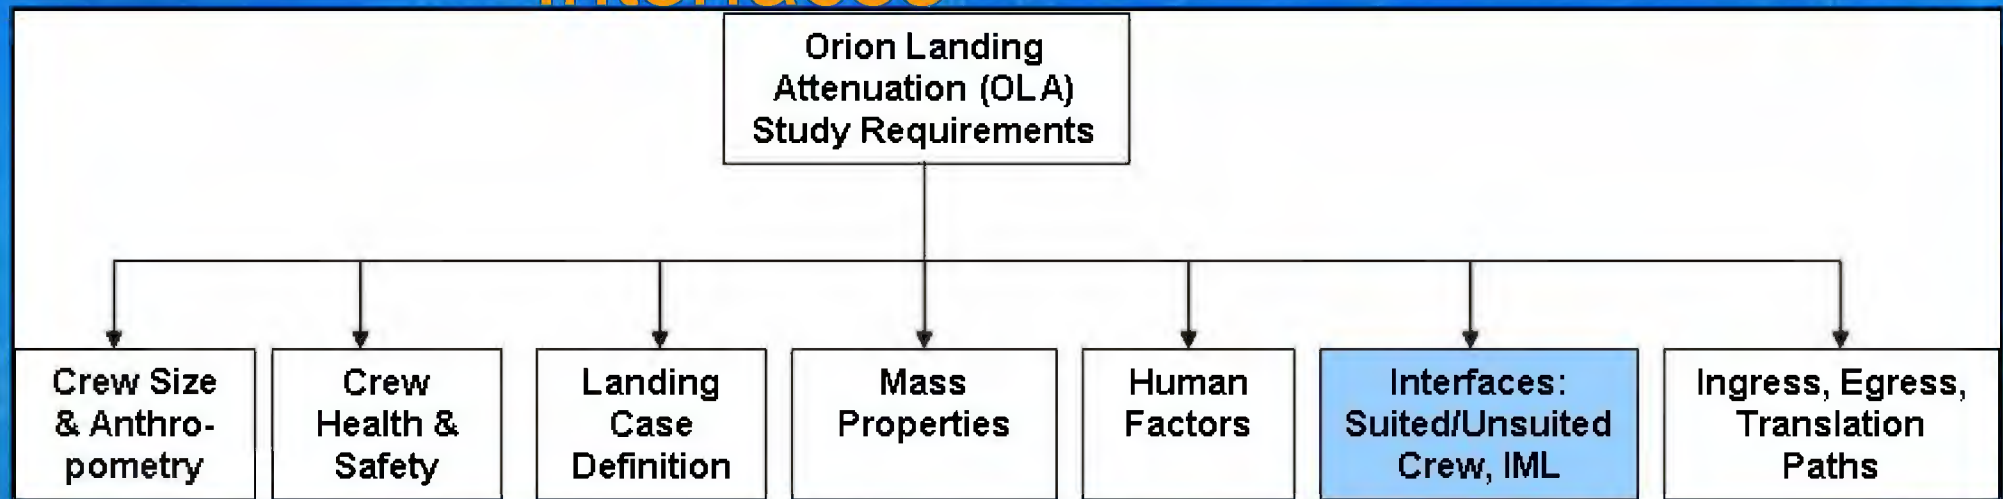 Interfaces
Orion Landing
Attenuation (OLA)
Study Requirements
Crew Size
& Anthro-
pometry
Crew
Health &
Safety
Landing
Case
Definition
Mass
Properties
Human
Factors
Interfaces:
Suited/Unsuited
Crew, IML
Ingress, Egress,
Translation
Paths